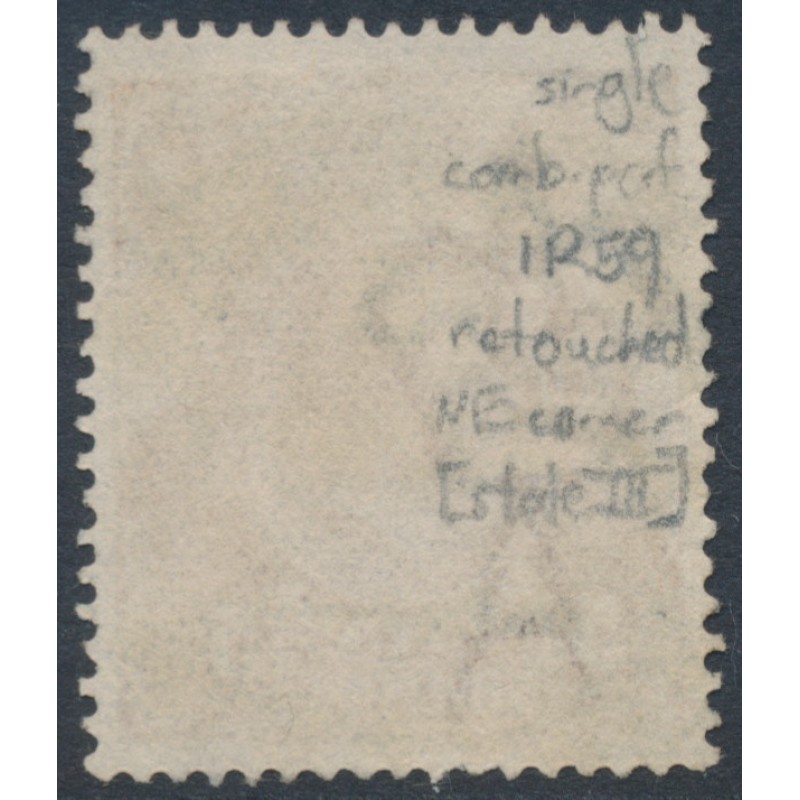 single
comb.perf
1R59
retouched
NE corner
[state III]